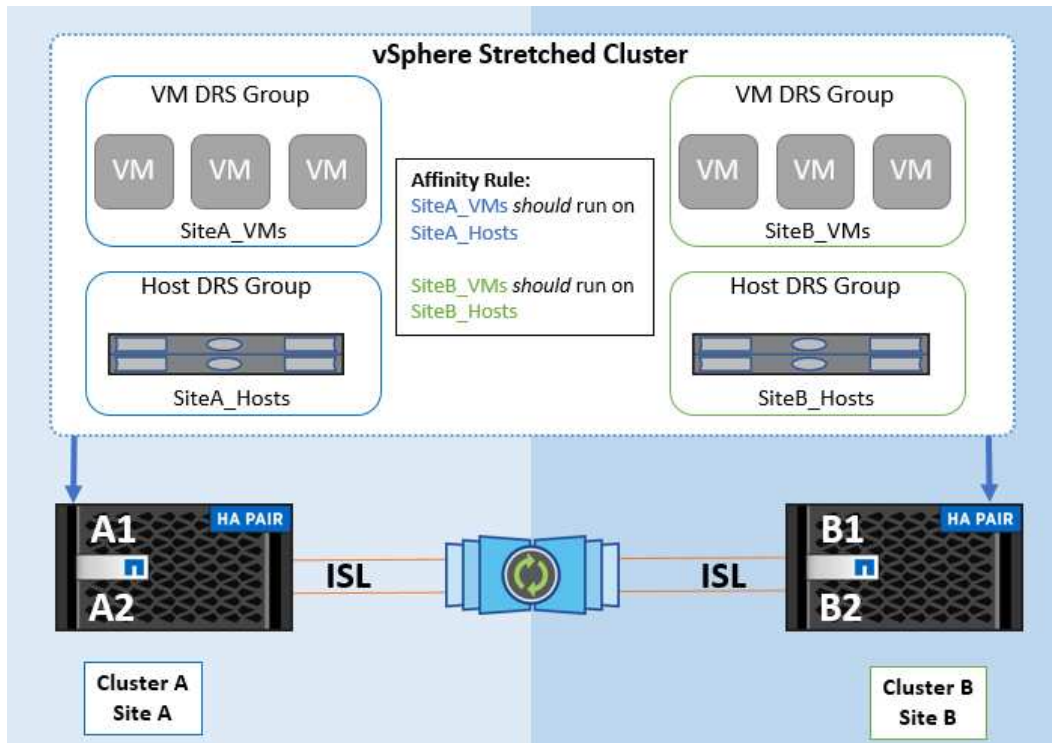 vSphere Stretched Cluster
VM DRS Group
VM VM VM
SiteA_VMs
Host DRS Group
SiteA_Hosts
Affinity Rule:
SiteA_VMs should run on
SiteA_Hosts
SiteB_VMs should run on
SiteB_Hosts
VM DRS Group
VM VM VM
SiteB_VMs
Host DRS Group
SiteB_Hosts
A1
HA PAIR
A2
ISL
ISL
B1
HA PAIR
B2
Cluster A
Site A
Cluster B
Site B